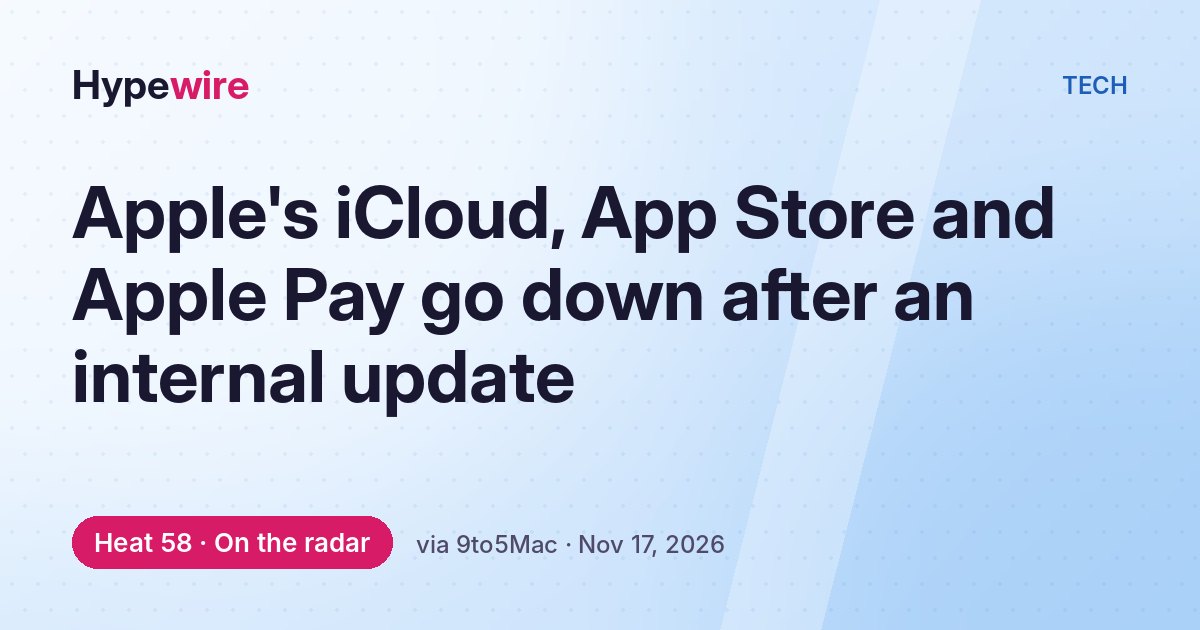 Hypewire
TECH
Apple's iCloud, App Store and
Apple Pay go down after an
internal update
Heat 58 · On the radar
via 9to5Mac · Nov 17, 2026